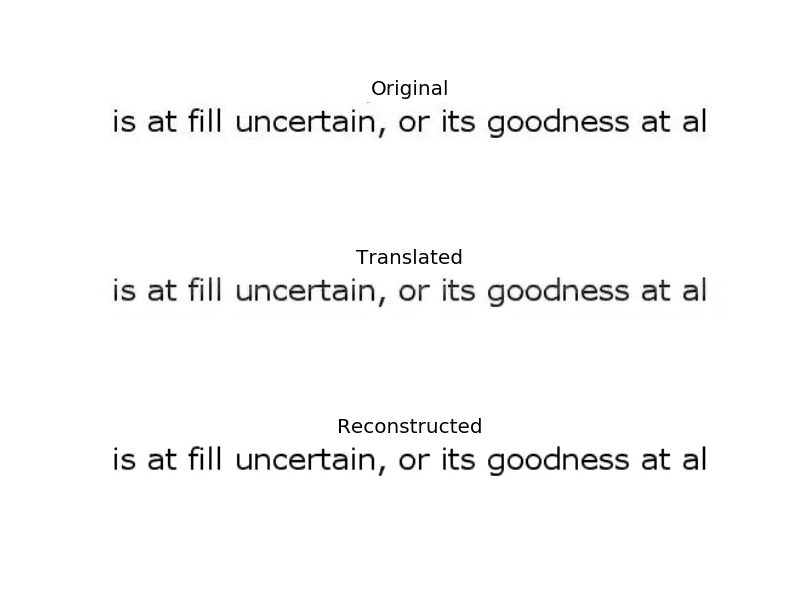 Original
is at fill uncertain, or its goodness at al
Translated
is at fill uncertain, or its goodness at al
Reconstructed
is at fill uncertain, or its goodness at al